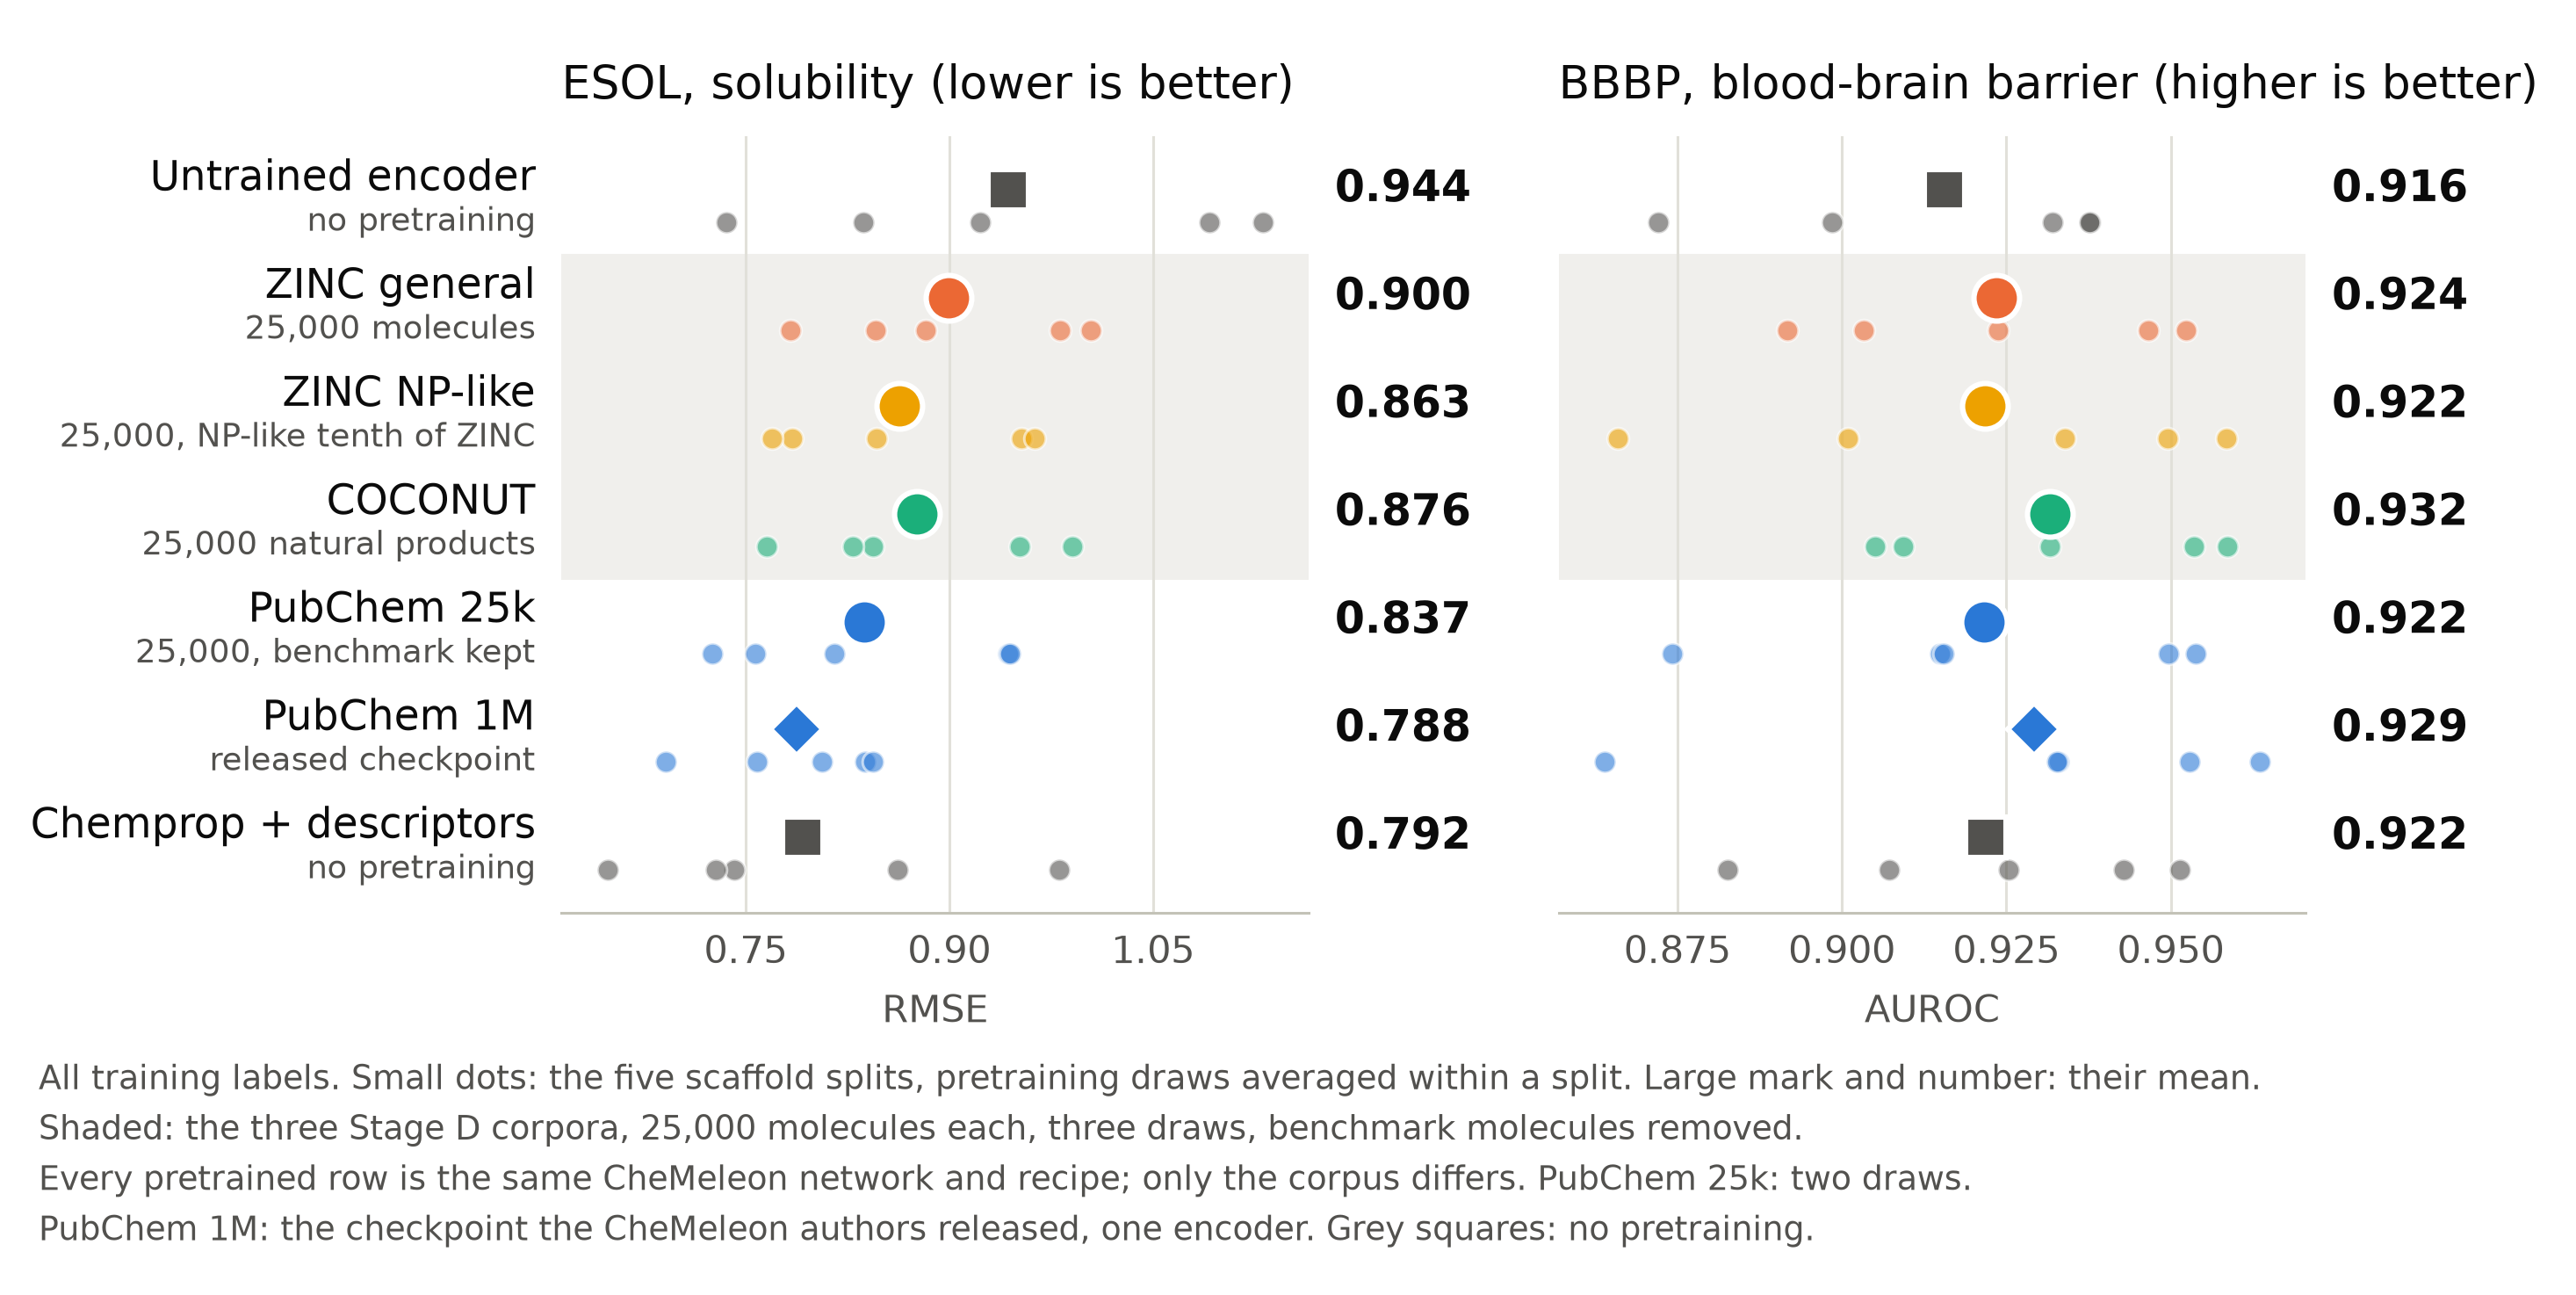 ESOL, solubility (lower is better)
BBBP, blood-brain barrier (higher is better)
Untrained encoder
no pretraining
0.944
0.916
ZINC general
25,000 molecules
0.900
0.924
ZINC NP-like
25,000, NP-like tenth of ZINC
0.863
0.922
COCONUT
25,000 natural products
0.876
0.932
PubChem 25k
25,000, benchmark kept
0.837
0.922
PubChem 1M
released checkpoint
0.788
0.929
Chemprop + descriptors
no pretraining
0.792
0.922
0.75 0.90 1.05
0.875 0.900 0.925 0.950
RMSE
AUROC
All training labels. Small dots: the five scaffold splits, pretraining draws averaged within a split. Large mark and number: their mean.
Shaded: the three Stage D corpora, 25,000 molecules each, three draws, benchmark molecules removed.
Every pretrained row is the same CheMeleon network and recipe; only the corpus differs. PubChem 25k: two draws.
PubChem 1M: the checkpoint the CheMeleon authors released, one encoder. Grey squares: no pretraining.